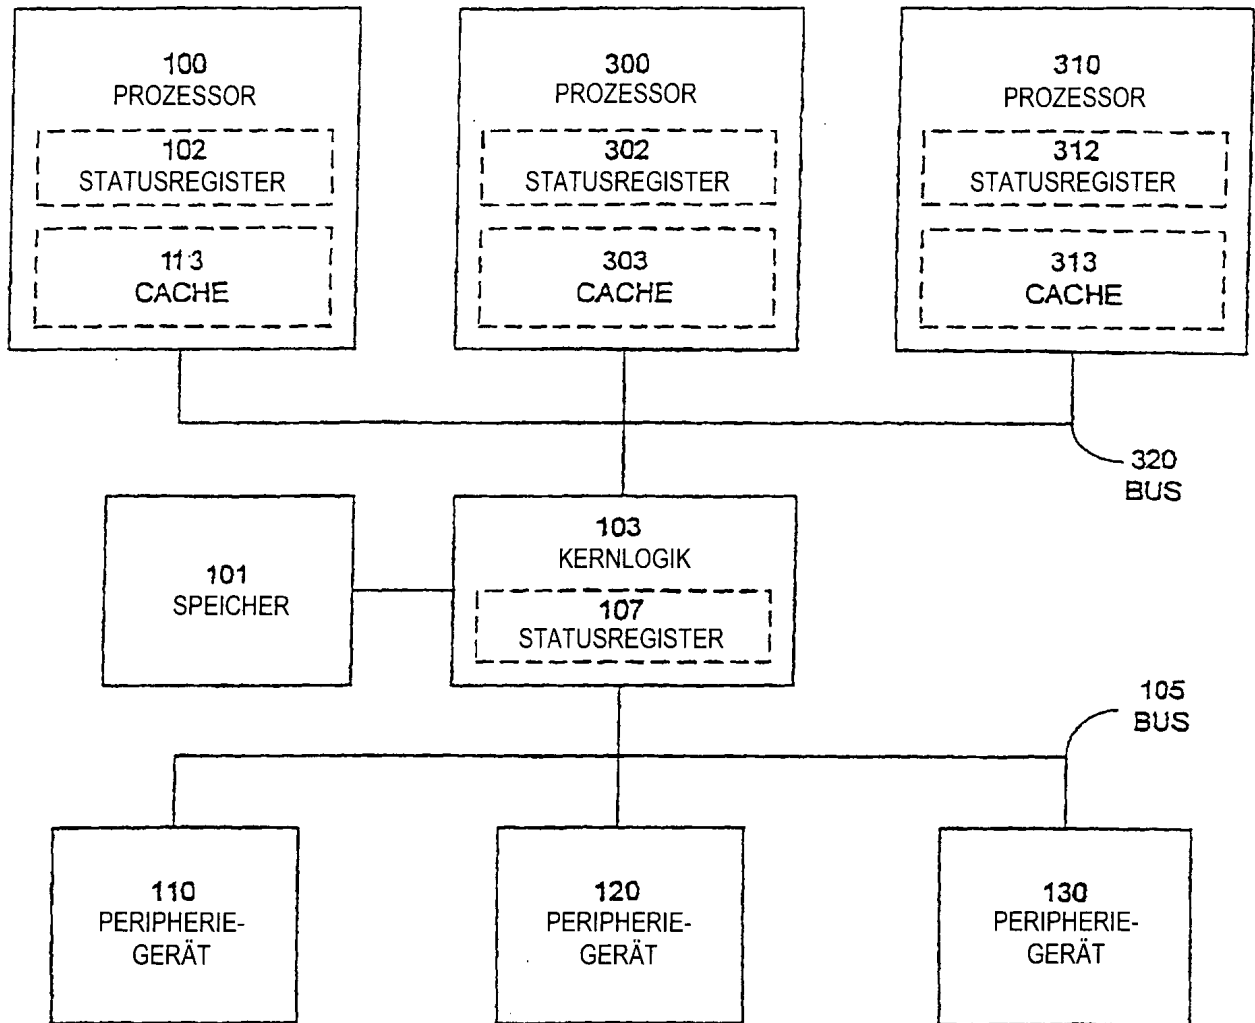 100
PROZESSOR
102
STATUSREGISTER
113
CACHE
300
PROZESSOR
302
STATUSREGISTER
303
CACHE
310
PROZESSOR
312
STATUSREGISTER
313
CACHE
320
BUS
101
SPEICHER
103
KERNLOGIK
107
STATUSREGISTER
105
BUS
110
PERIPHERIE-
GERÄT
120
PERIPHERIE-
GERÄT
130
PERIPHERIE-
GERÄT